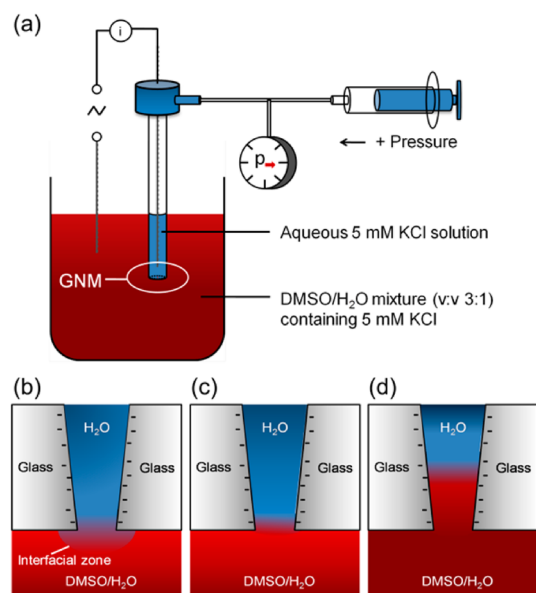 (a)
i
p
← + Pressure
Aqueous 5 mM KCl solution
GNM
DMSO/H₂O mixture (v:v 3:1)
containing 5 mM KCl
(b)
(c)
(d)
H₂O
H₂O
H₂O
Glass
Glass
Glass
Glass
Glass
Glass
Interfacial zone
DMSO/H₂O
DMSO/H₂O
DMSO/H₂O